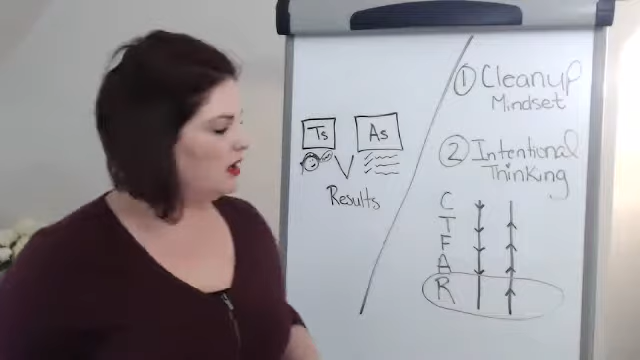 Ts As
Results
① Cleanup
Mindset
② Intentional
Thinking
C
T
F
A
R